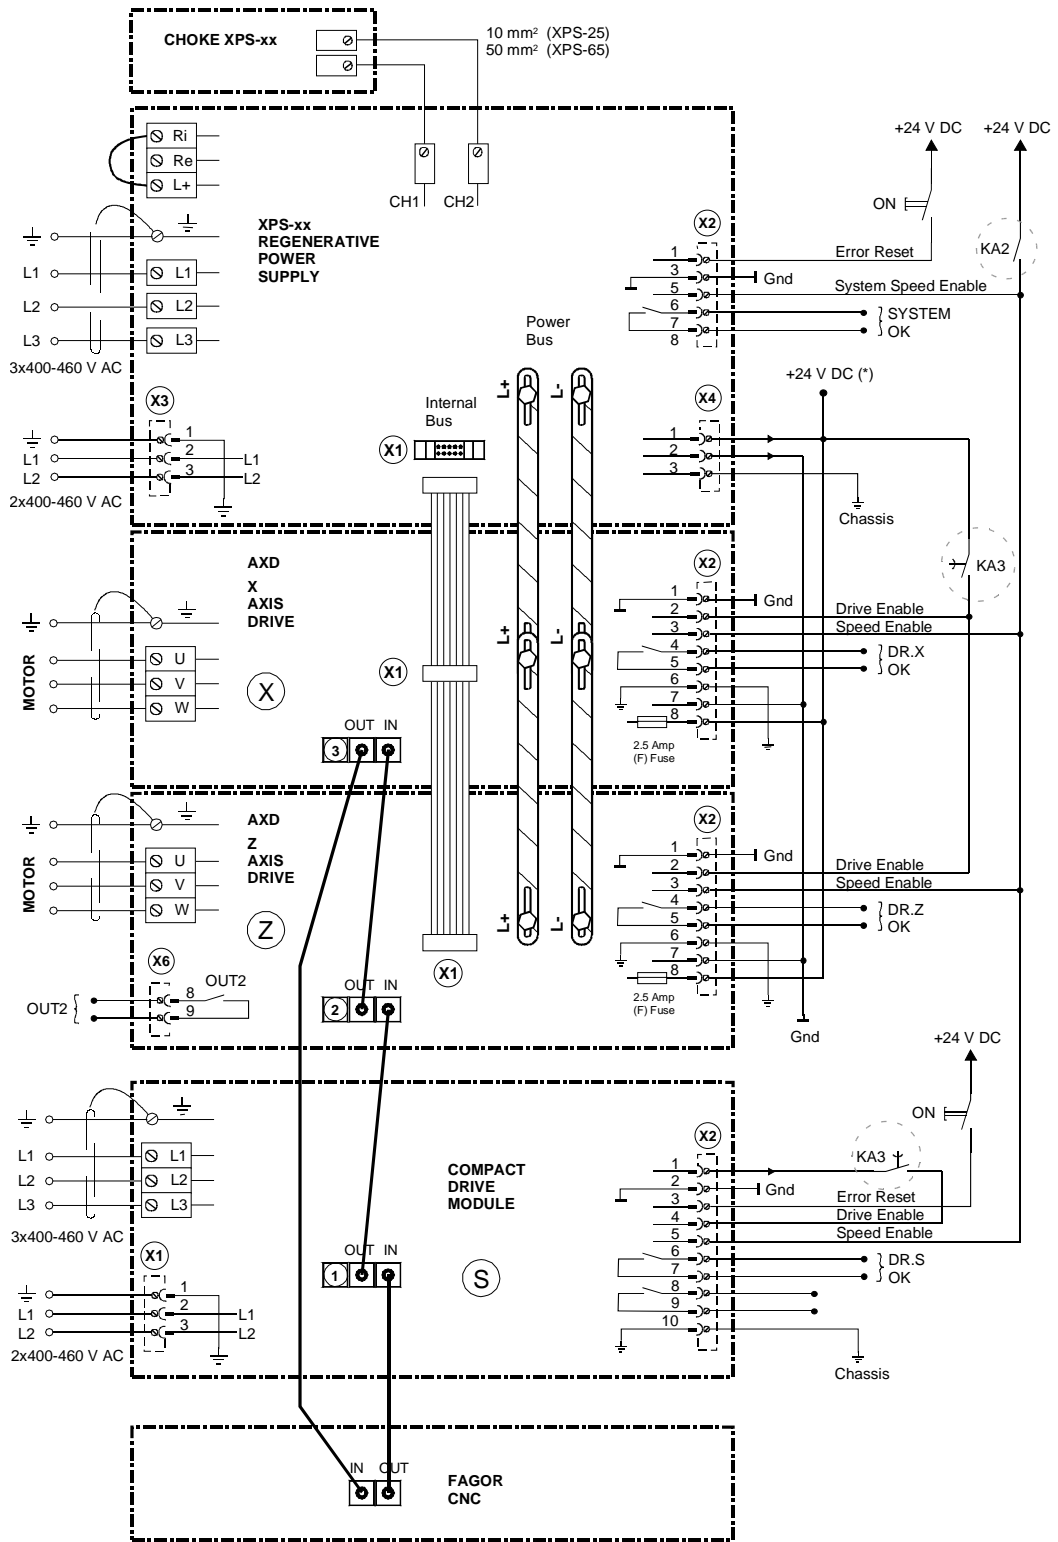 CHOKE XPS-xx
10 mm² (XPS-25)
50 mm² (XPS-65)
+24 V DC
+24 V DC
Ri
Re
L+
CH1
CH2
ON
KA2
XPS-xx
REGENERATIVE
POWER
SUPPLY
L1
L2
L3
L1
L2
L3
3x400-460 V AC
X2
1
3
5
6
7
8
Error Reset
Gnd
System Speed Enable
SYSTEM
OK
Power
Bus
L+
L-
+24 V DC (*)
X3
1
2
3
L1
L2
L1
L2
2x400-460 V AC
Internal
Bus
X1
X4
1
2
3
Chassis
KA3
AXD
X
AXIS
DRIVE
MOTOR
U
V
W
X
X1
L+
L-
OUT IN
3
X2
1
2
3
4
5
6
7
8
Gnd
Drive Enable
Speed Enable
DR.X
OK
2.5 Amp
(F) Fuse
AXD
Z
AXIS
DRIVE
MOTOR
U
V
W
Z
L+
L-
X1
X6
8
9
OUT2
OUT2
OUT IN
2
X2
1
2
3
4
5
6
7
8
Gnd
Drive Enable
Speed Enable
DR.Z
OK
2.5 Amp
(F) Fuse
Gnd
+24 V DC
ON
KA3
L1
L2
L3
L1
L2
L3
3x400-460 V AC
COMPACT
DRIVE
MODULE
X1
1
2
3
L1
L2
L1
L2
2x400-460 V AC
OUT IN
1
S
X2
1
2
3
4
5
6
7
8
9
10
Gnd
Error Reset
Drive Enable
Speed Enable
DR.S
OK
Chassis
IN OUT
FAGOR
CNC